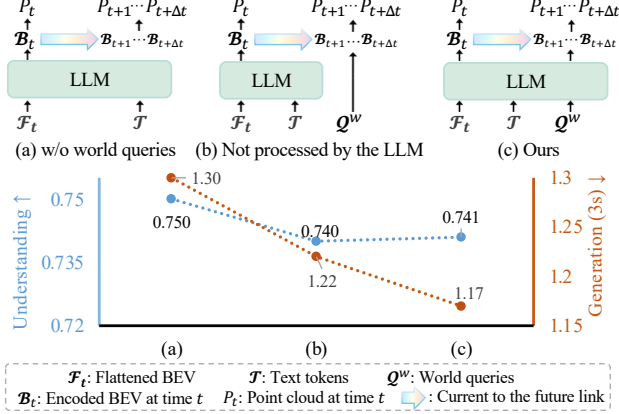 P_t P_{t+1}⋯P_{t+Δt} P_t P_{t+1}⋯P_{t+Δt} P_t P_{t+1}⋯P_{t+Δt}
𝓑_t 𝓑_{t+1}⋯𝓑_{t+Δt} 𝓑_t 𝓑_{t+1}⋯𝓑_{t+Δt} 𝓑_t 𝓑_{t+1}⋯𝓑_{t+Δt}
LLM LLM LLM
𝓕_t 𝓣 𝓕_t 𝓣 𝓠^w 𝓕_t 𝓣 𝓠^w
(a) w/o world queries (b) Not processed by the LLM (c) Ours
Understanding ↑
0.75
0.735
0.72
0.750
0.740
0.741
1.30
1.22
1.17
1.3
1.25
1.2
1.15
Generation (3s) ↓
(a) (b) (c)
𝓕_t: Flattened BEV 𝓣: Text tokens 𝓠^w: World queries
𝓑_t: Encoded BEV at time t P_t: Point cloud at time t : Current to the future link